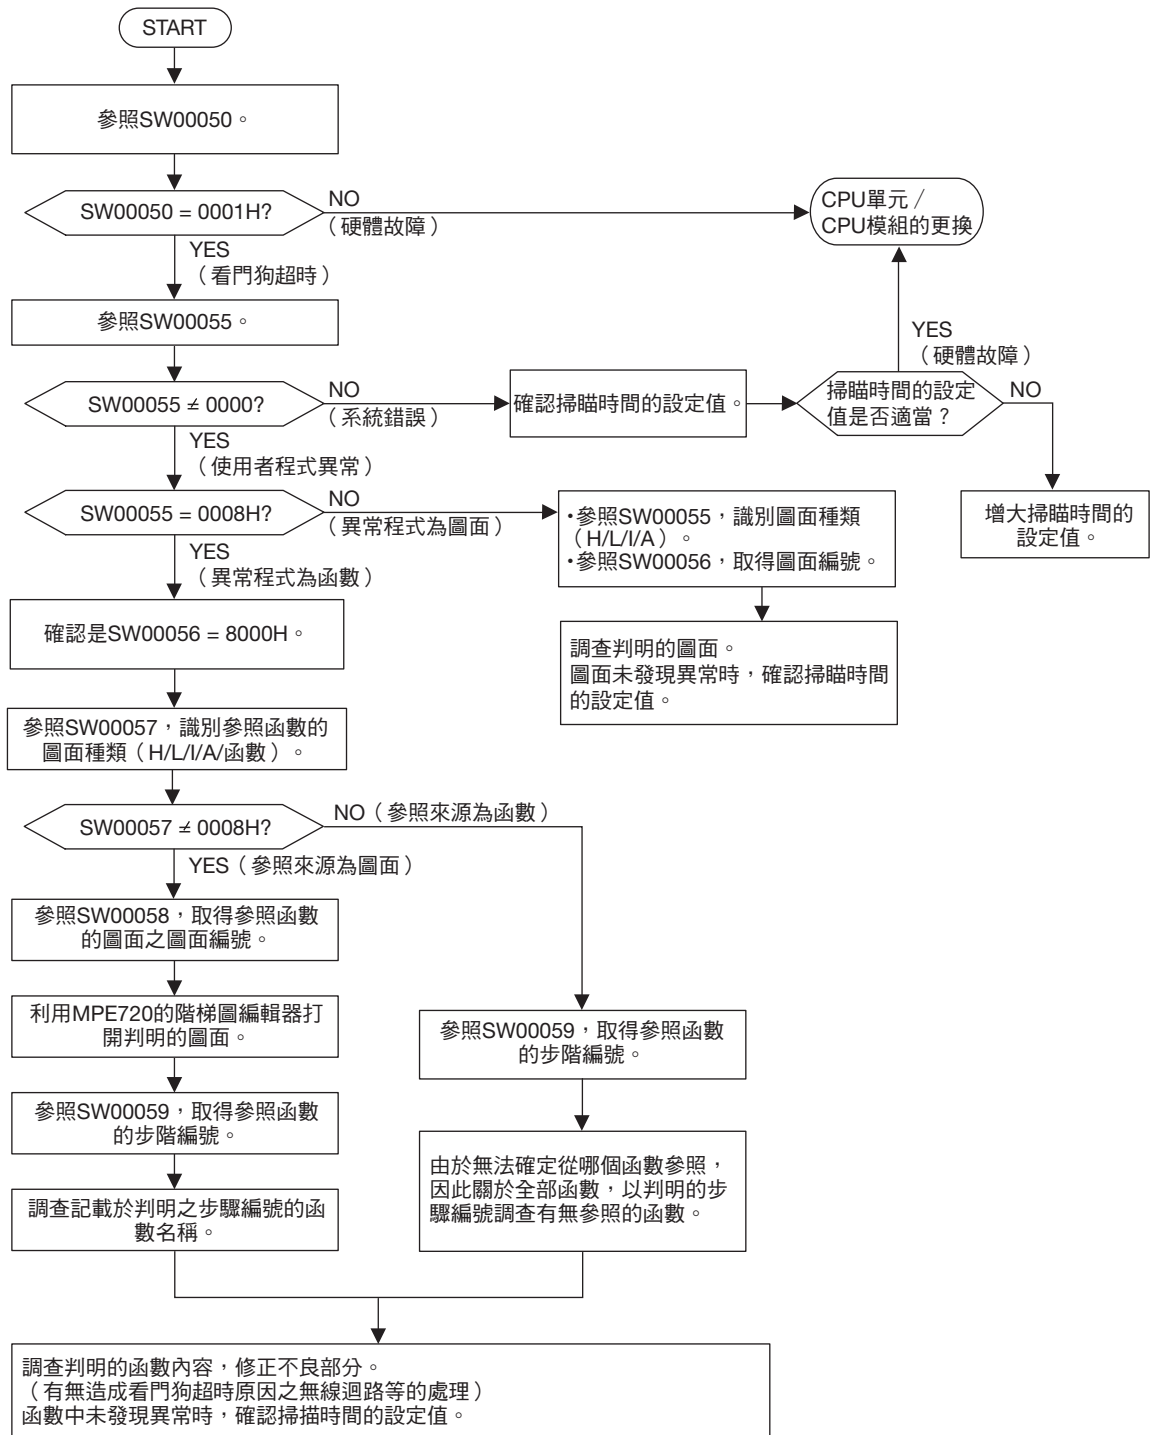 START
參照SW00050。
SW00050 = 0001H?
NO
（硬體故障）
CPU單元／
CPU模組的更換
YES
（看門狗超時）
參照SW00055。
YES
（硬體故障）
SW00055 ≠ 0000?
NO
（系統錯誤）
確認掃瞄時間的設定值。
掃瞄時間的設定
值是否適當？
NO
增大掃瞄時間的
設定值。
YES
（使用者程式異常）
SW00055 = 0008H?
NO
（異常程式為圖面）
•參照SW00055，識別圖面種類
（H/L/I/A）。
•參照SW00056，取得圖面編號。
調查判明的圖面。
圖面未發現異常時，確認掃瞄時間
的設定值。
YES
（異常程式為函數）
確認是SW00056 = 8000H。
參照SW00057，識別參照函數的
圖面種類（H/L/I/A/函數）。
SW00057 ≠ 0008H?
NO（參照來源為函數）
YES（參照來源為圖面）
參照SW00058，取得參照函數
的圖面之圖面編號。
利用MPE720的階梯圖編輯器打
開判明的圖面。
參照SW00059，取得參照函數
的步階編號。
調查記載於判明之步驟編號的函
數名稱。
參照SW00059，取得參照函數
的步階編號。
由於無法確定從哪個函數參照，
因此關於全部函數，以判明的步
驟編號調查有無參照的函數。
調查判明的函數內容，修正不良部分。
（有無造成看門狗超時原因之無線迴路等的處理）
函數中未發現異常時，確認掃描時間的設定值。